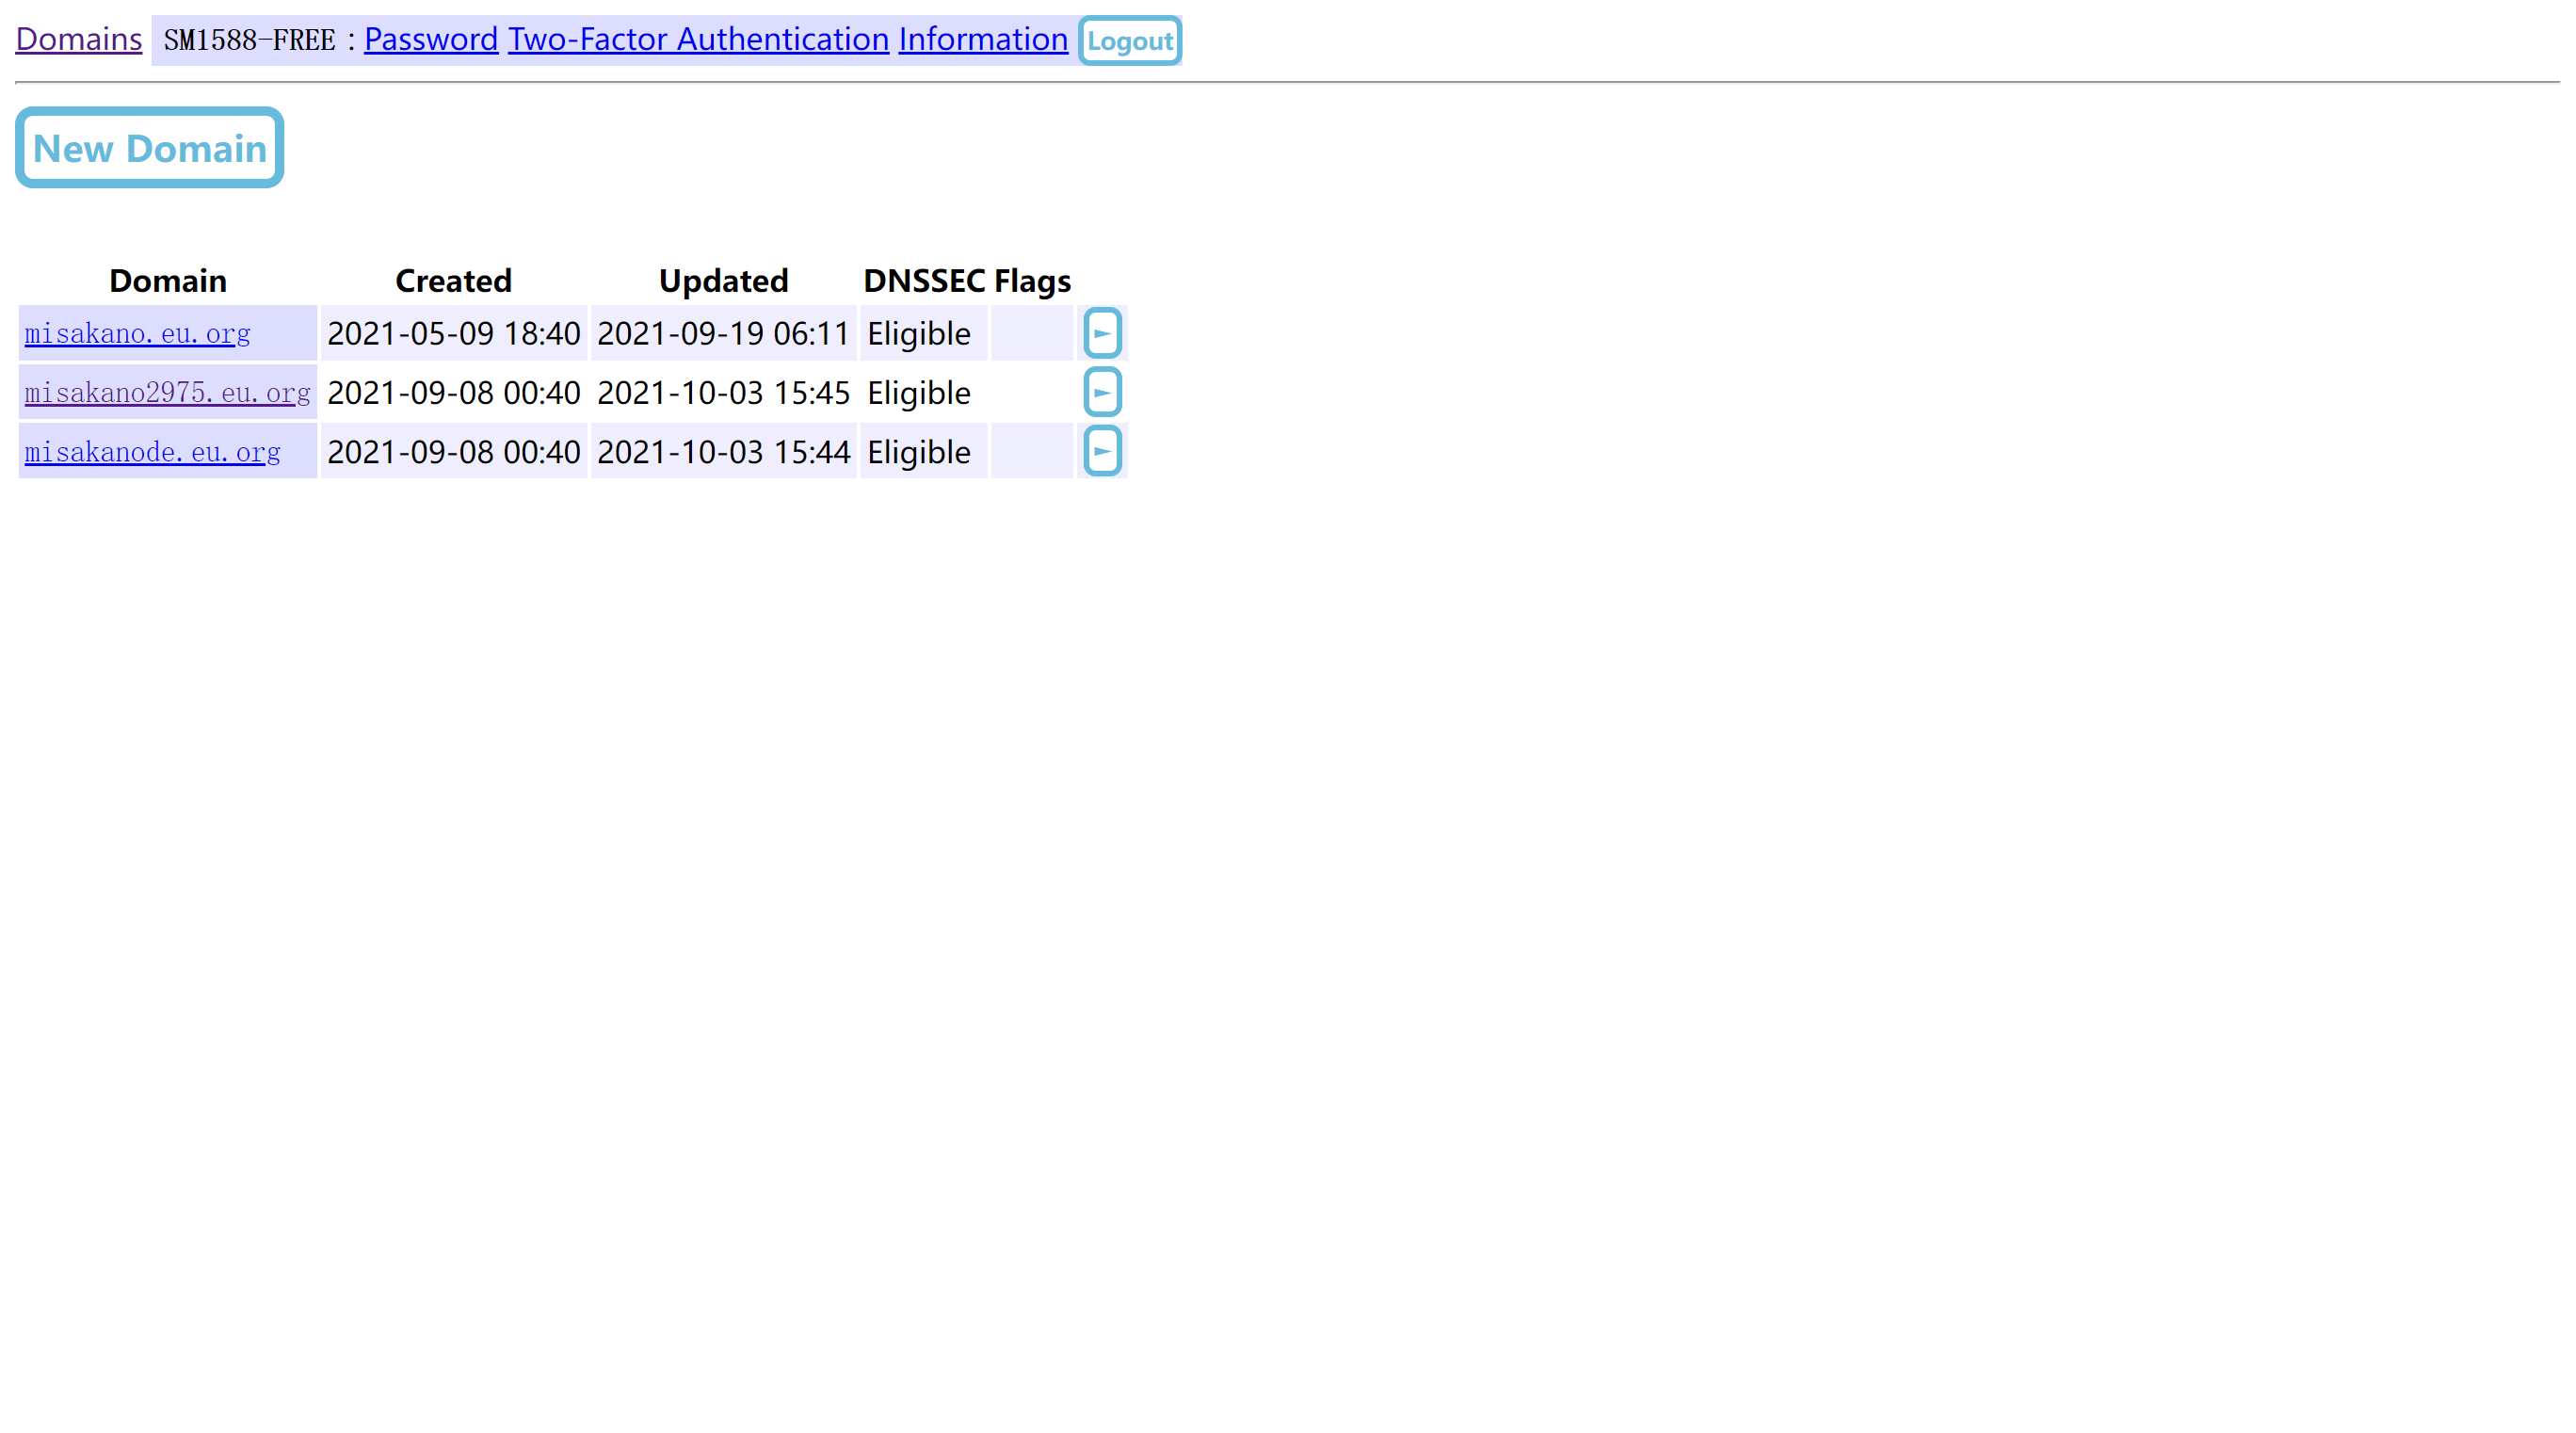 Domains SM1588-FREE : Password Two-Factor Authentication Information Logout
New Domain
Domain Created Updated DNSSEC Flags
misakano.eu.org 2021-05-09 18:40 2021-09-19 06:11 Eligible ►
misakano2975.eu.org 2021-09-08 00:40 2021-10-03 15:45 Eligible ►
misakanode.eu.org 2021-09-08 00:40 2021-10-03 15:44 Eligible ►